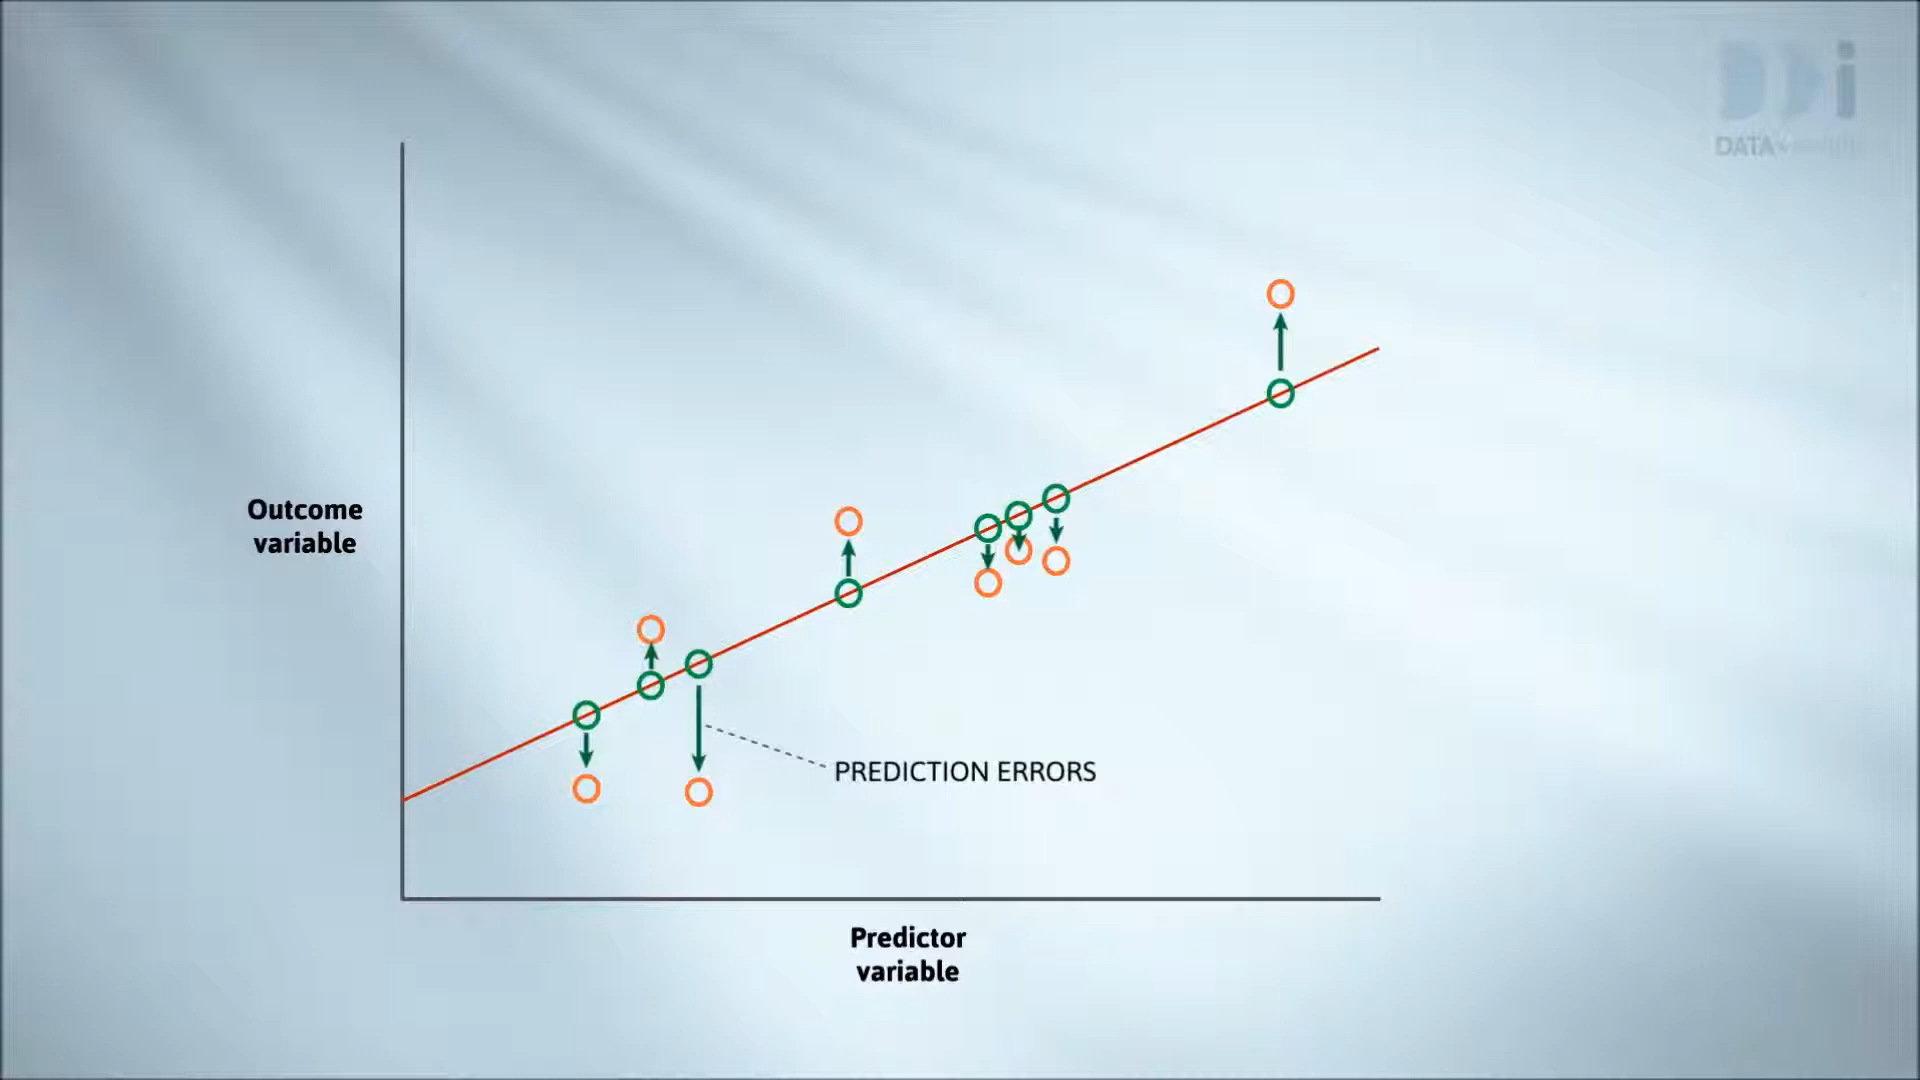 DATA
Outcome
variable
PREDICTION ERRORS
Predictor
variable